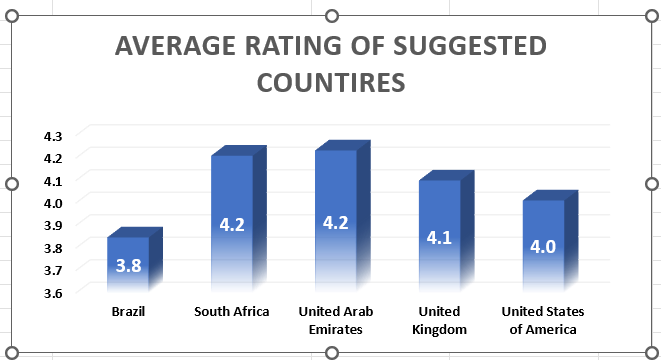 AVERAGE RATING OF SUGGESTED
COUNTIRES
4.3
4.2
4.1
4.0
3.9
3.8
3.7
3.6
3.8
4.2
4.2
4.1
4.0
Brazil
South Africa
United Arab
Emirates
United
Kingdom
United States
of America